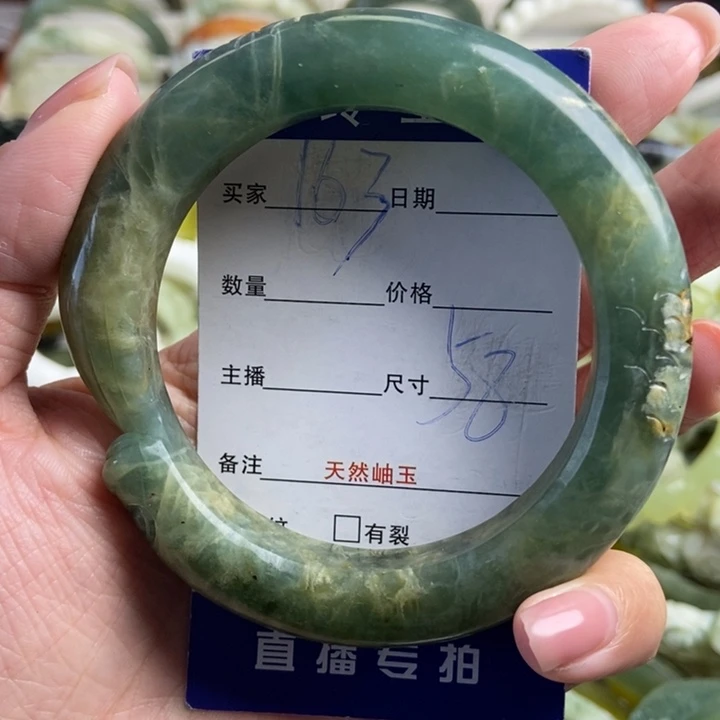 买家 163 日期
数量 价格
主播 尺寸 58
备注 天然岫玉
□有裂
直播专拍